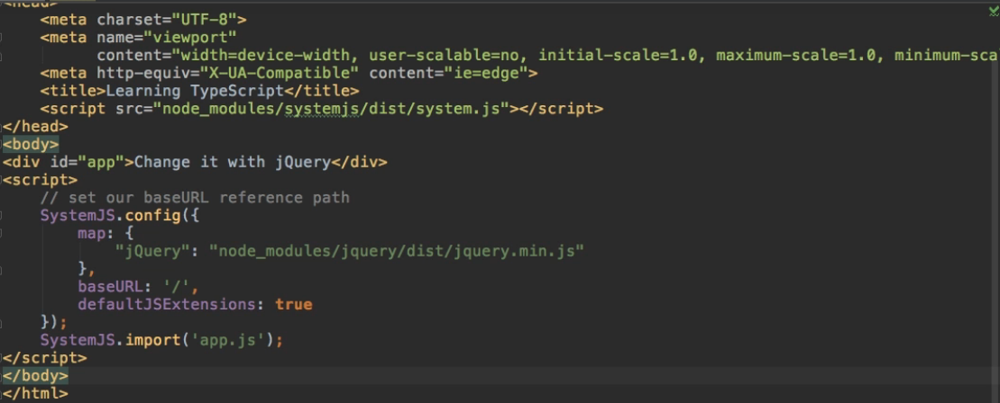 <head>
    <meta charset="UTF-8">
    <meta name="viewport"
          content="width=device-width, user-scalable=no, initial-scale=1.0, maximum-scale=1.0, minimum-sca
    <meta http-equiv="X-UA-Compatible" content="ie=edge">
    <title>Learning TypeScript</title>
    <script src="node_modules/systemjs/dist/system.js"></script>
</head>
<body>
<div id="app">Change it with jQuery</div>
<script>
    // set our baseURL reference path
    SystemJS.config({
        map: {
            "jQuery": "node_modules/jquery/dist/jquery.min.js"
        },
        baseURL: '/',
        defaultJSExtensions: true
    });
    SystemJS.import('app.js');
</script>
</body>
</html>